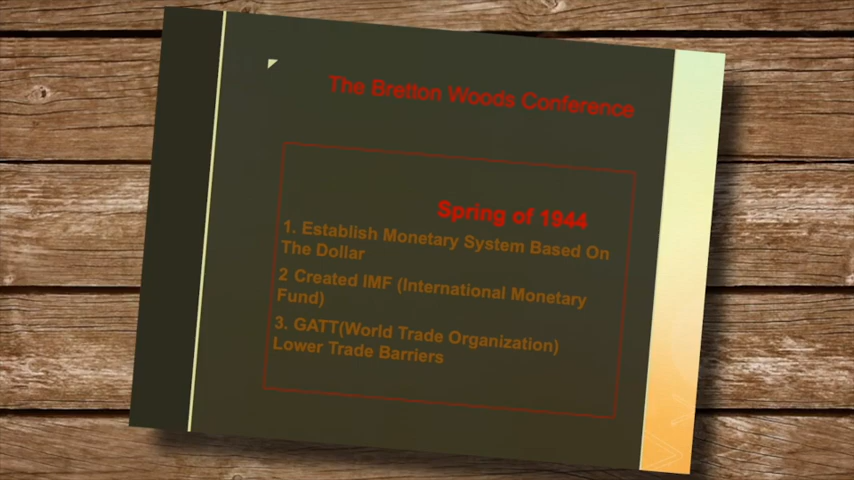 The Bretton Woods Conference
Spring of 1944
1. Establish Monetary System Based On
The Dollar
2 Created IMF (International Monetary
Fund)
3. GATT(World Trade Organization)
Lower Trade Barriers